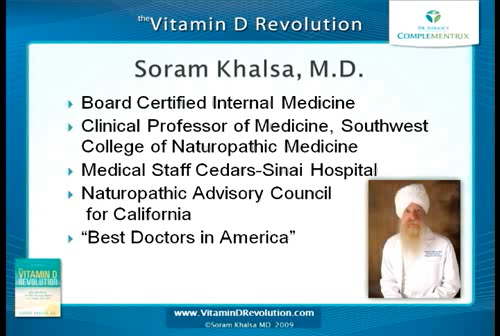 the Vitamin D Revolution
DR. SORAM'S
COMPLEMENTRIX
Soram Khalsa, M.D.
Board Certified Internal Medicine
Clinical Professor of Medicine, Southwest
College of Naturopathic Medicine
Medical Staff Cedars-Sinai Hospital
Naturopathic Advisory Council
for California
“Best Doctors in America”
the
VITAMIN D
REVOLUTION
www.VitaminDRevolution.com
©Soram Khalsa MD 2009